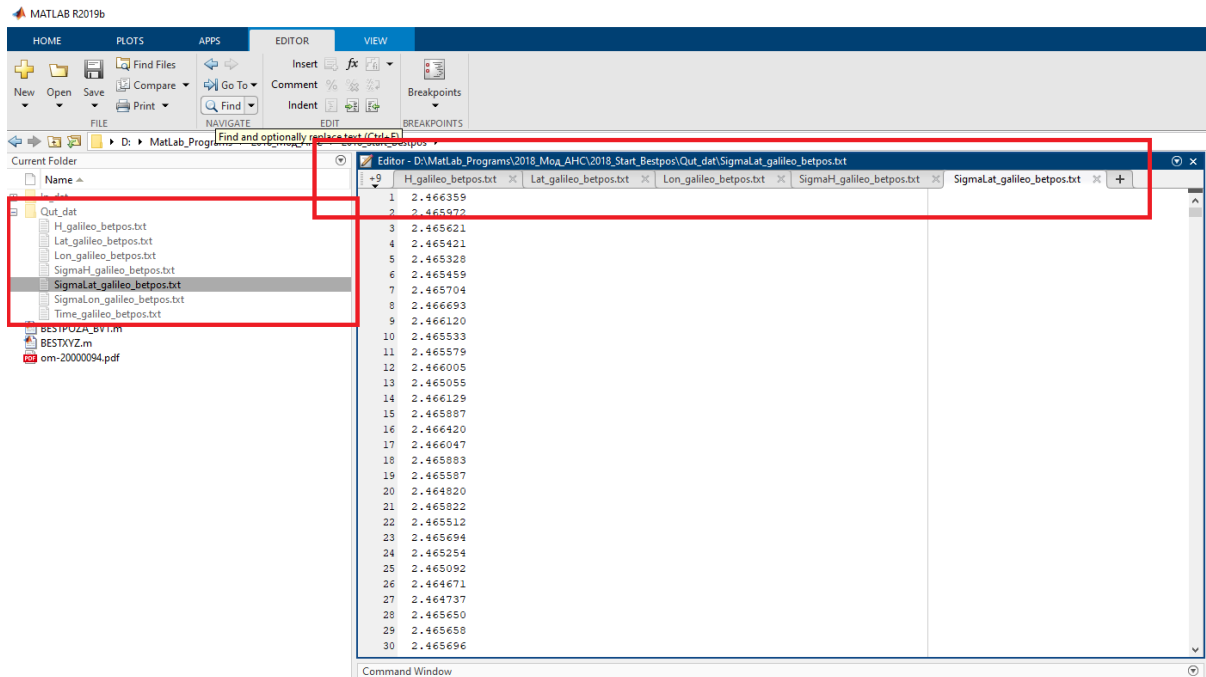 MATLAB R2019b
HOME PLOTS APPS EDITOR VIEW
New Open Save
Find Files
Compare
Print
Go To
Find
Insert fx
Comment
Indent
Breakpoints
FILE NAVIGATE EDIT BREAKPOINTS
Find and optionally replace text (Ctrl+F)
D: MatLab_Programs
Current Folder
Name
Qut_dat
H_galileo_betpos.txt
Lat_galileo_betpos.txt
Lon_galileo_betpos.txt
SigmaH_galileo_betpos.txt
SigmaLat_galileo_betpos.txt
SigmaLon_galileo_betpos.txt
Time_galileo_betpos.txt
BESTXYZ.m
PDF om-20000094.pdf
Editor - D:\MatLab_Programs\2018_Мод_АНС\2018_Start_Bestpos\Qut_dat\SigmaLat_galileo_betpos.txt
+9 H_galileo_betpos.txt Lat_galileo_betpos.txt Lon_galileo_betpos.txt SigmaH_galileo_betpos.txt SigmaLat_galileo_betpos.txt +
1 2.466359
2 2.465972
3 2.465621
4 2.465421
5 2.465328
6 2.465459
7 2.465704
8 2.466693
9 2.466120
10 2.465533
11 2.465579
12 2.466005
13 2.465055
14 2.466129
15 2.465887
16 2.466420
17 2.466047
18 2.465883
19 2.465587
20 2.464820
21 2.465822
22 2.465512
23 2.465694
24 2.465254
25 2.465092
26 2.464671
27 2.464737
28 2.465650
29 2.465658
30 2.465696
Command Window